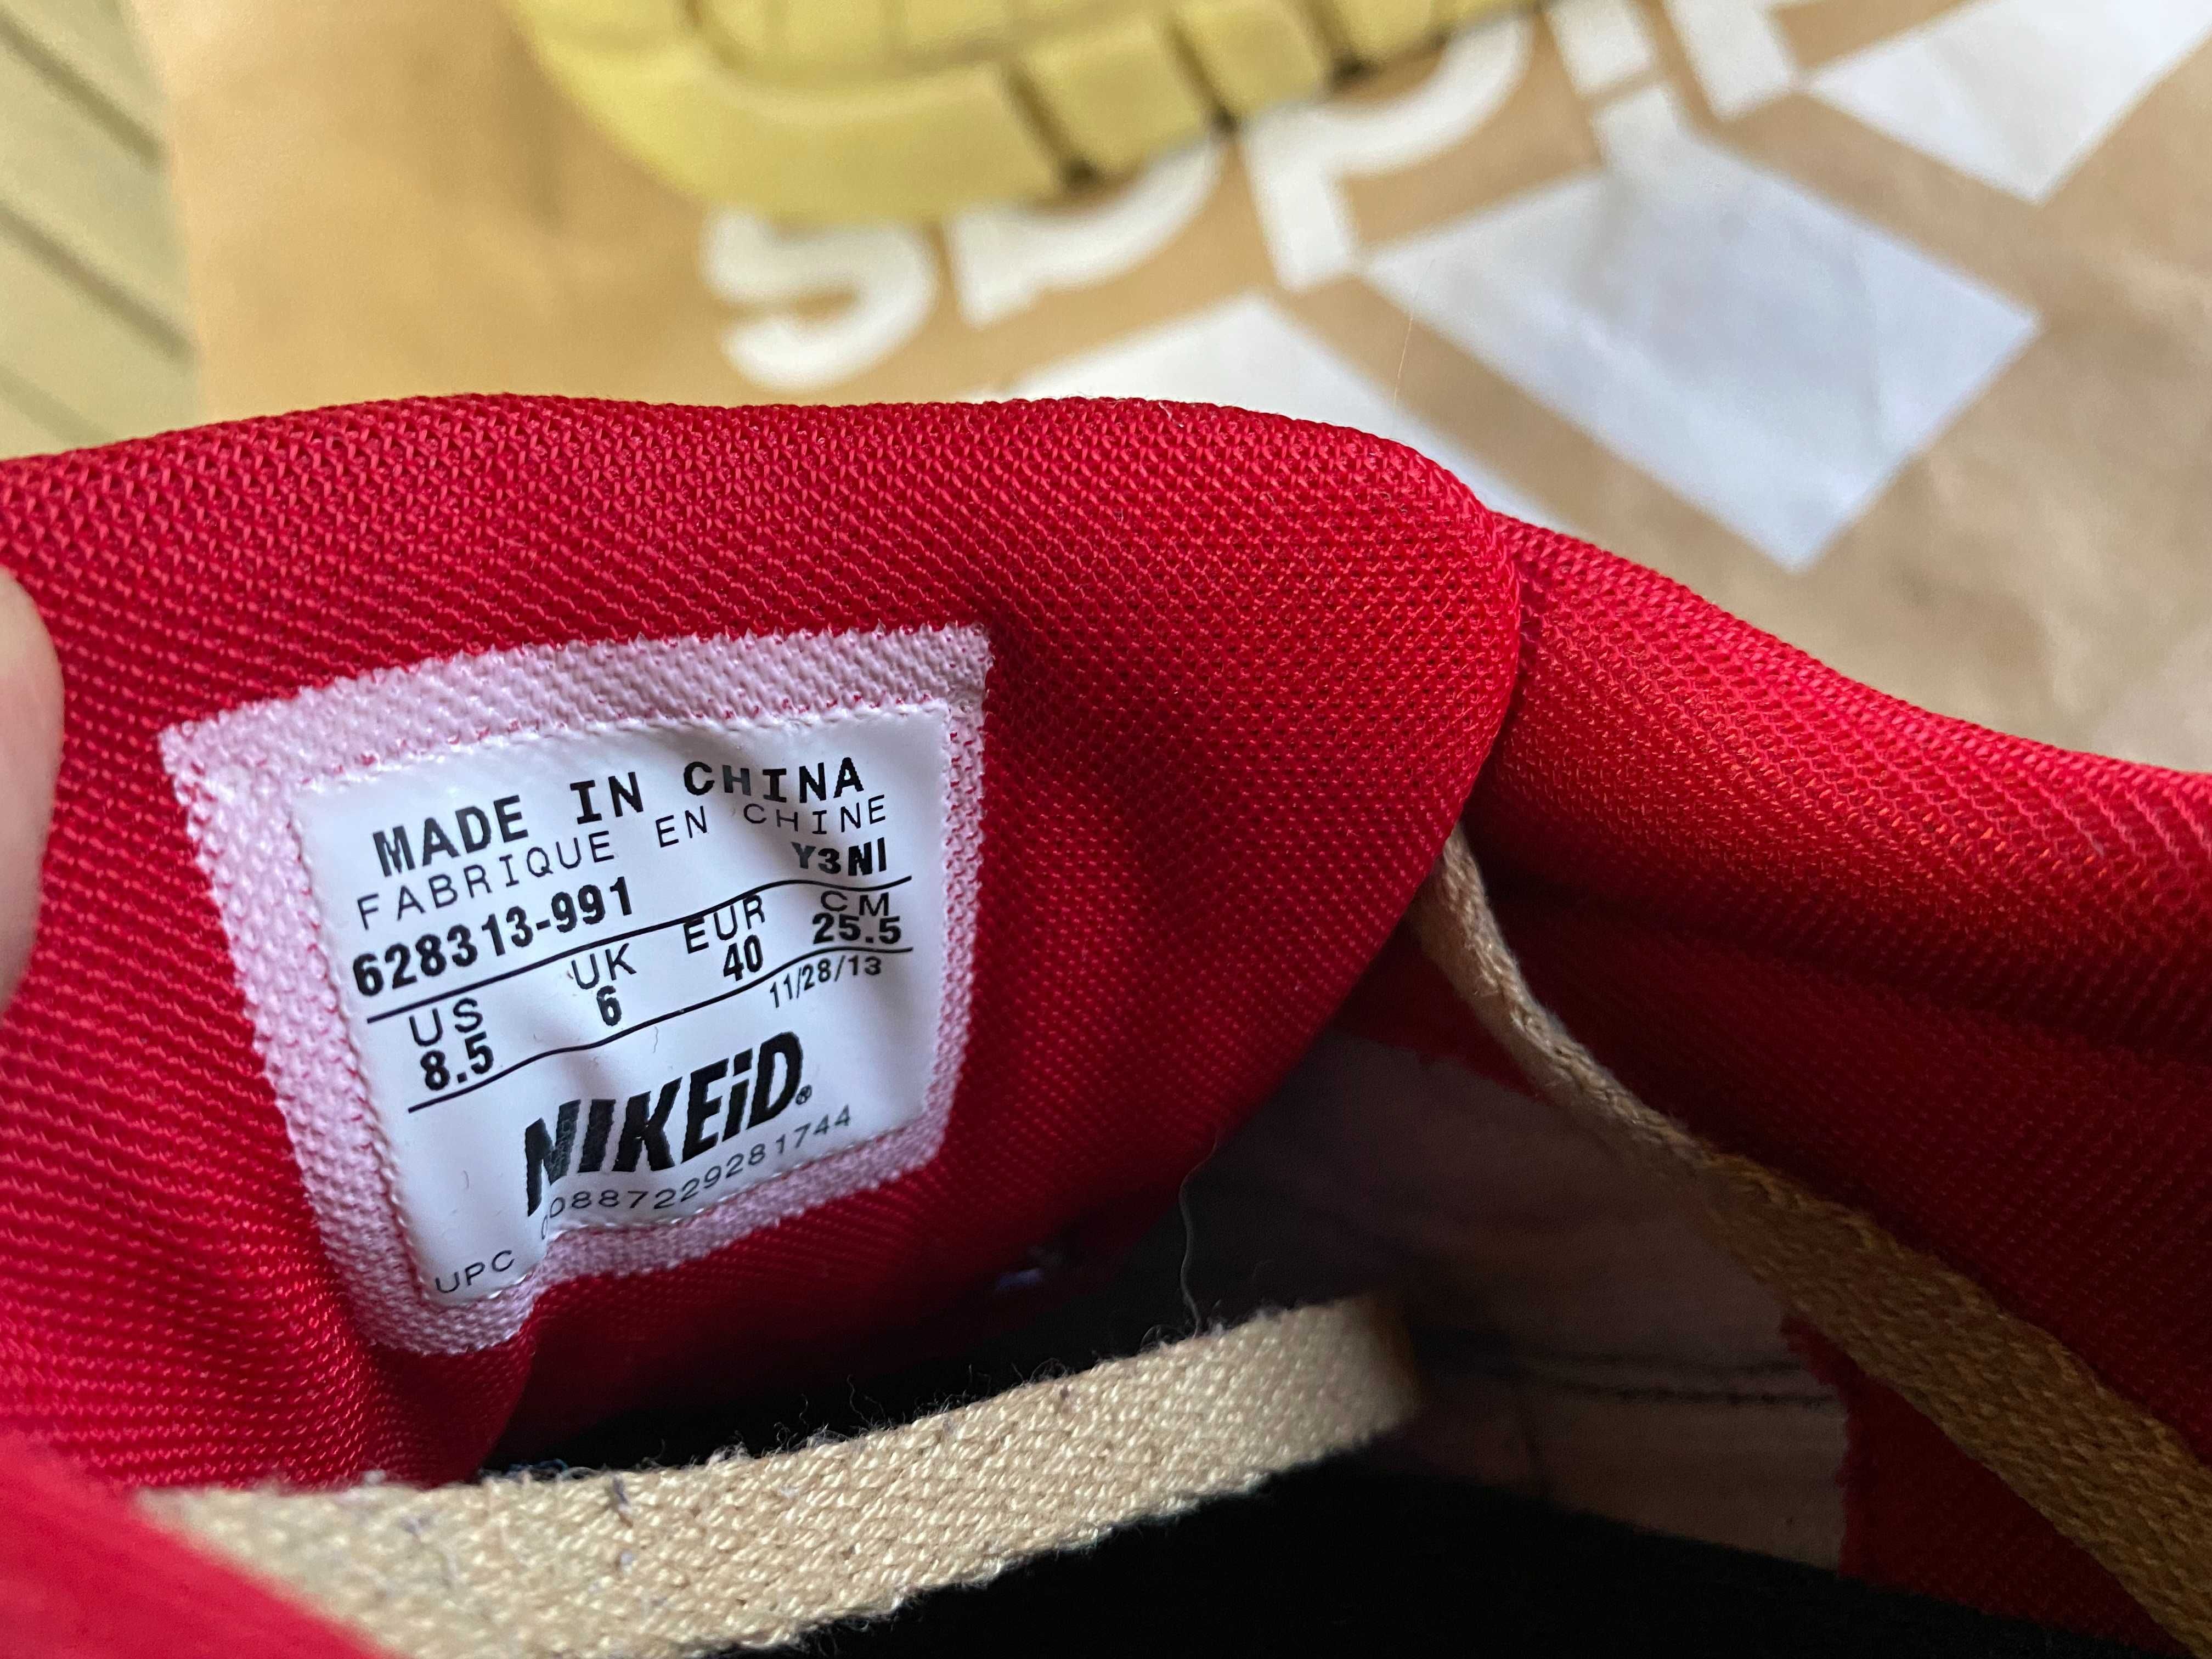 MADE IN CHINA
FABRIQUE EN CHINE
628313-991 Y3NI
US UK EUR CM
8.5 6 40 25.5
11/28/13
NIKEiD®
UPC 00887229281744